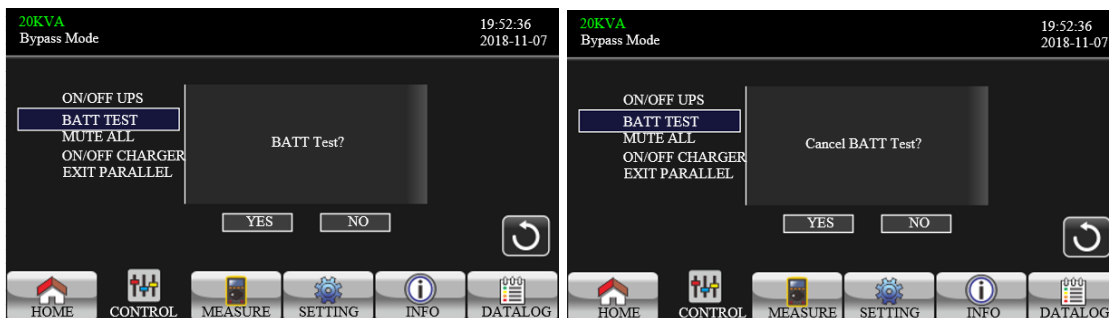 20KVA
Bypass Mode
19:52:36
2018-11-07
ON/OFF UPS
BATT TEST
MUTE ALL
ON/OFF CHARGER
EXIT PARALLEL
BATT Test?
YES NO
HOME CONTROL MEASURE SETTING INFO DATALOG
20KVA
Bypass Mode
19:52:36
2018-11-07
ON/OFF UPS
BATT TEST
MUTE ALL
ON/OFF CHARGER
EXIT PARALLEL
Cancel BATT Test?
YES NO
HOME CONTROL MEASURE SETTING INFO DATALOG